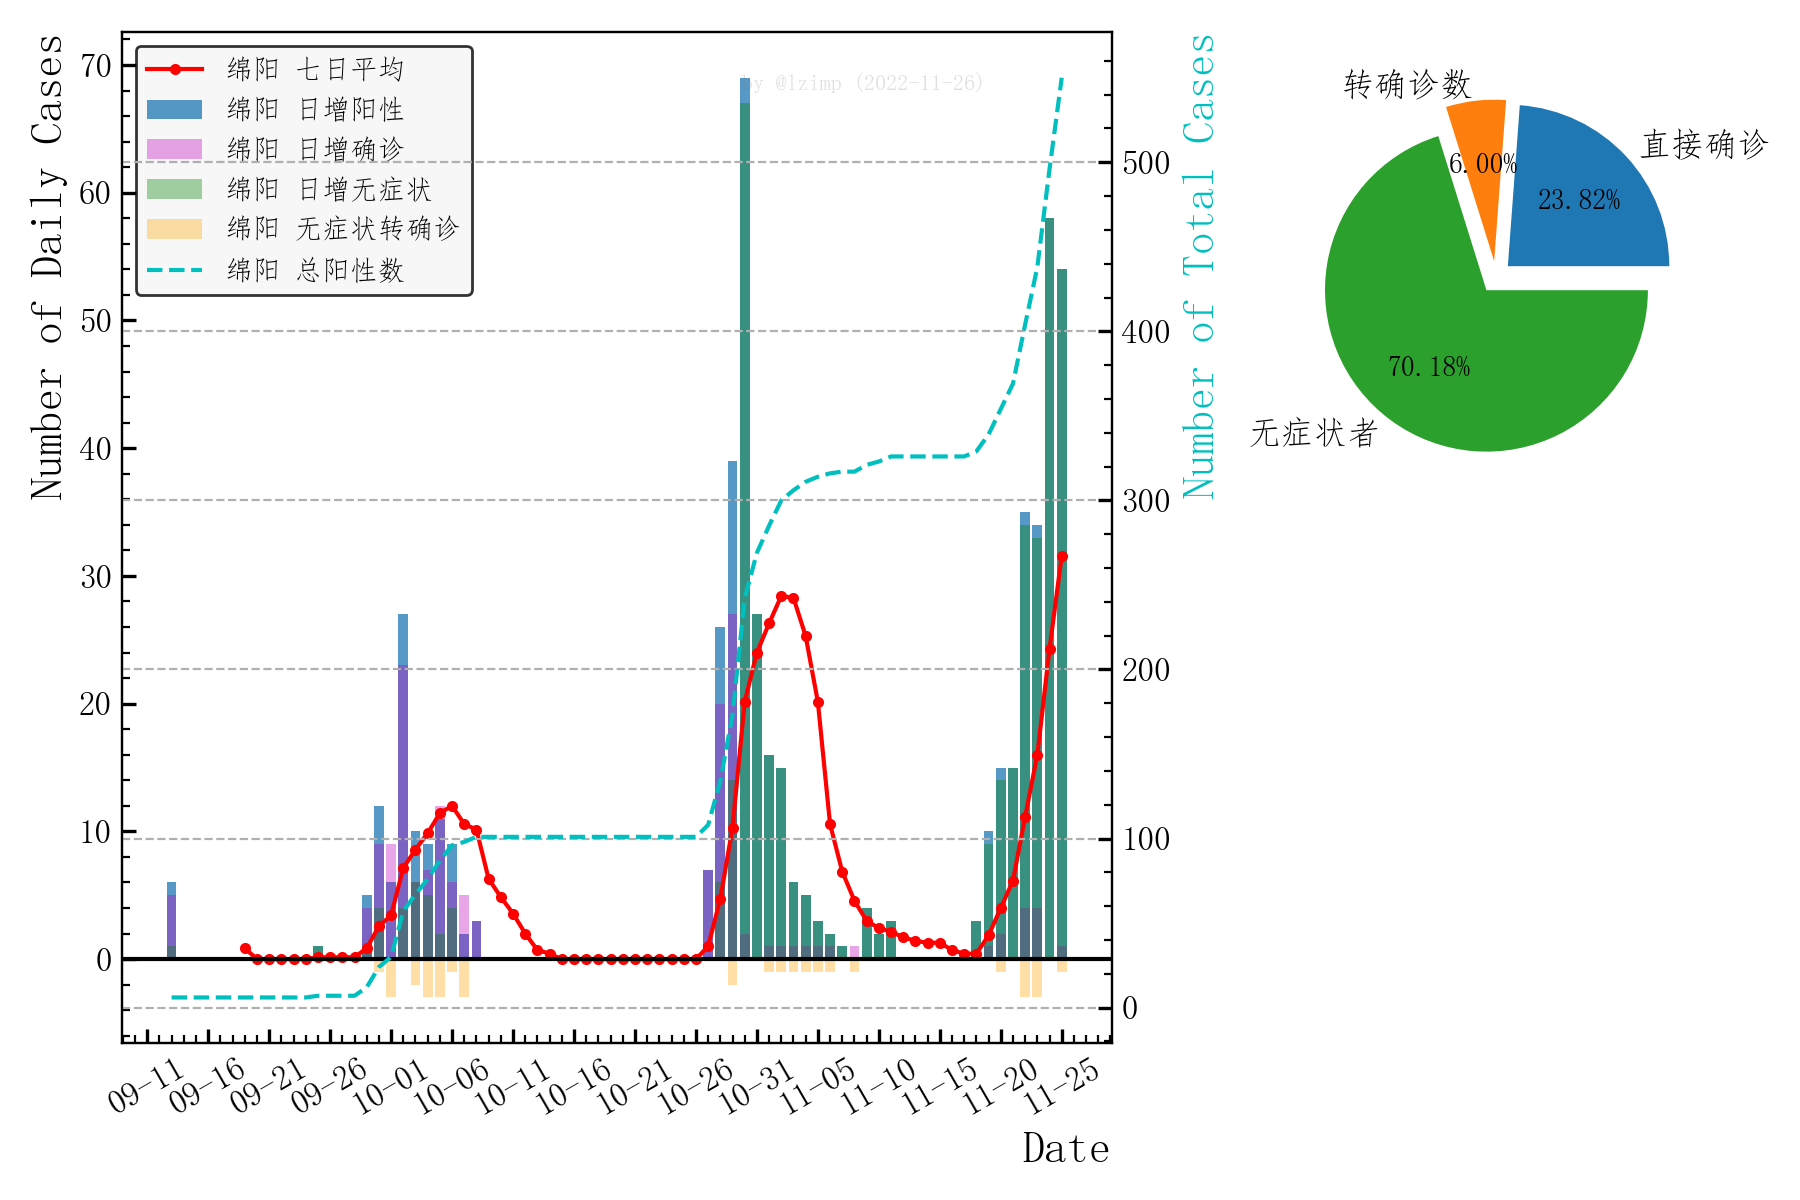 Number of Daily Cases
70
60
50
40
30
20
10
0
绵阳 七日平均
绵阳 日增阳性
绵阳 日增确诊
绵阳 日增无症状
绵阳 无症状转确诊
绵阳 总阳性数
by @lzimp (2022-11-26)
500
400
300
200
100
0
Number of Total Cases
09-11
09-16
09-21
09-26
10-01
10-06
10-11
10-16
10-21
10-26
10-31
11-05
11-10
11-15
11-20
11-25
Date
转确诊数
直接确诊
6.00%
23.82%
70.18%
无症状者